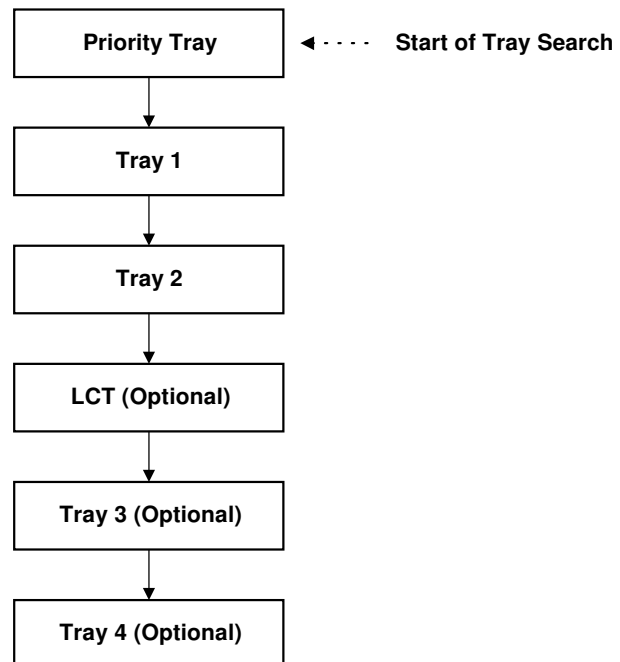 Priority Tray
Start of Tray Search
Tray 1
Tray 2
LCT (Optional)
Tray 3 (Optional)
Tray 4 (Optional)